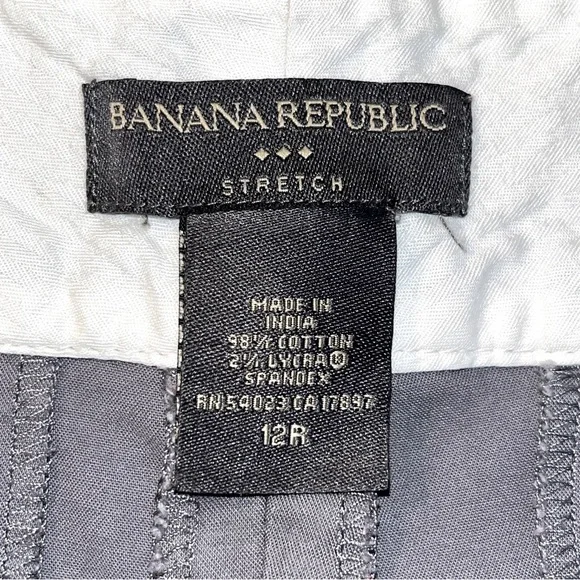 BANANA REPUBLIC
STRETCH
MADE IN
INDIA
98% COTTON
2% LYCRA®
SPANDEX
RN 54023 CA 17897
12R